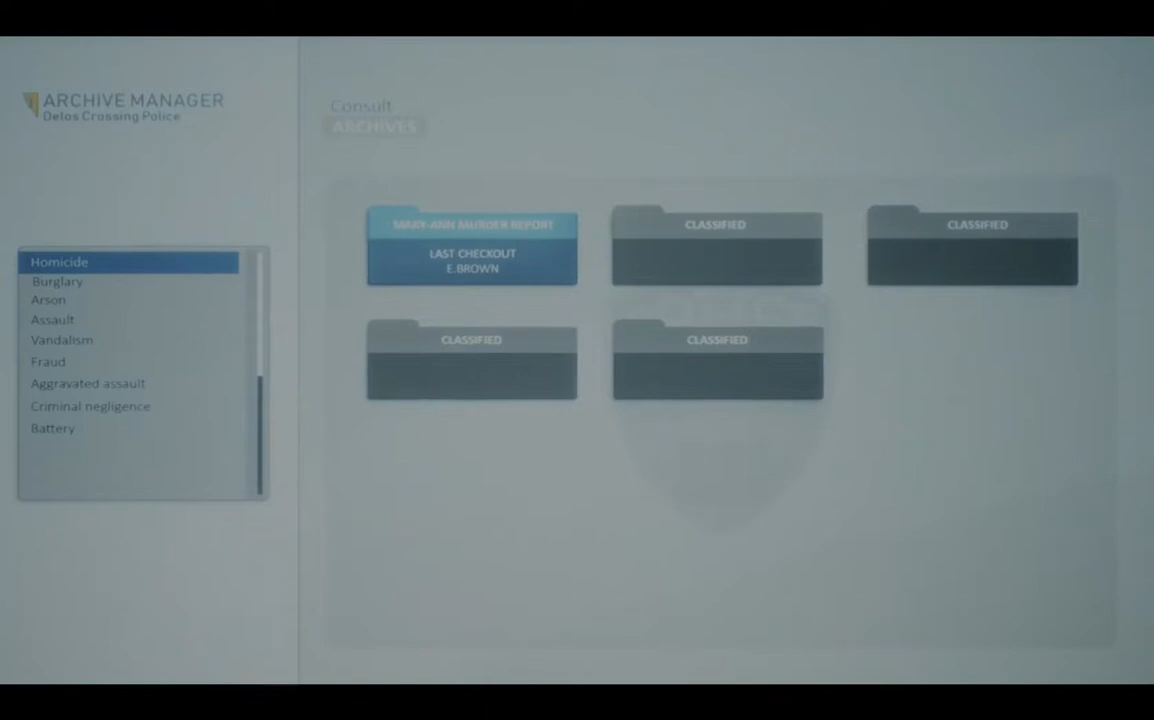 ARCHIVE MANAGER
Delos Crossing Police
Consult
ARCHIVES
Homicide
Burglary
Arson
Assault
Vandalism
Fraud
Aggravated assault
Criminal negligence
Battery
MARY-ANN MURDER REPORT
LAST CHECKOUT
E.BROWN
CLASSIFIED
CLASSIFIED
CLASSIFIED
CLASSIFIED